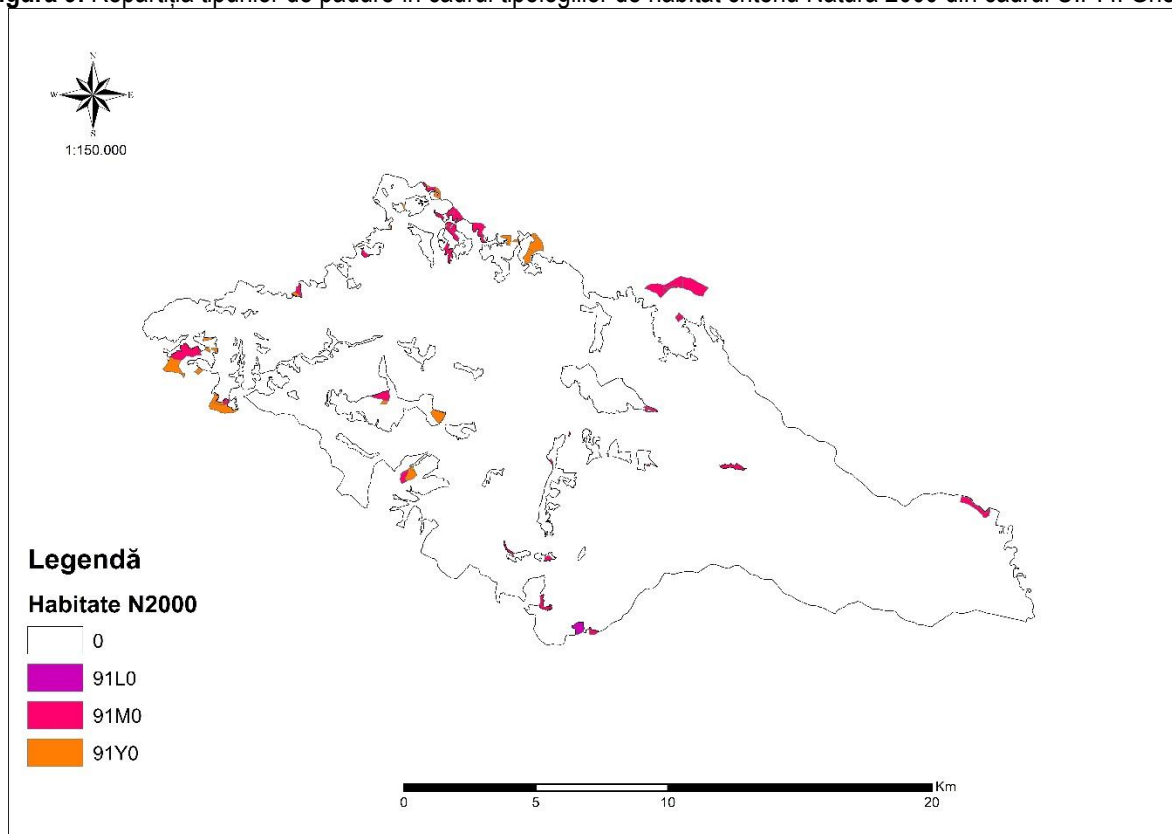 Repartiția tipurilor de pădure în cadrul tipologiilor de habitat criteriu Natura 2000 din cadrul
N
W E
S
1:150.000
Legendă
Habitate N2000
0
91L0
91M0
91Y0
Km
0 5 10 20